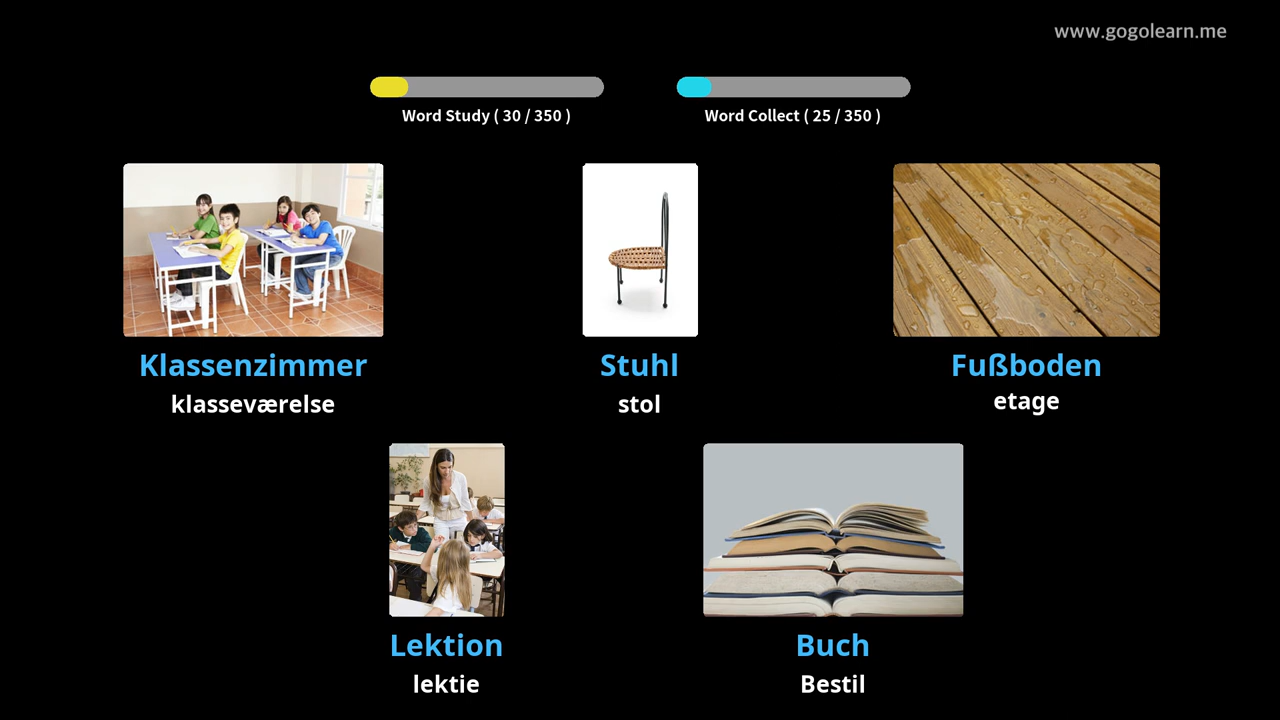 www.gogolearn.me
Word Study ( 30 / 350 )
Word Collect ( 25 / 350 )
Klassenzimmer
klasseværelse
Stuhl
stol
Fußboden
etage
Lektion
lektie
Buch
Bestil